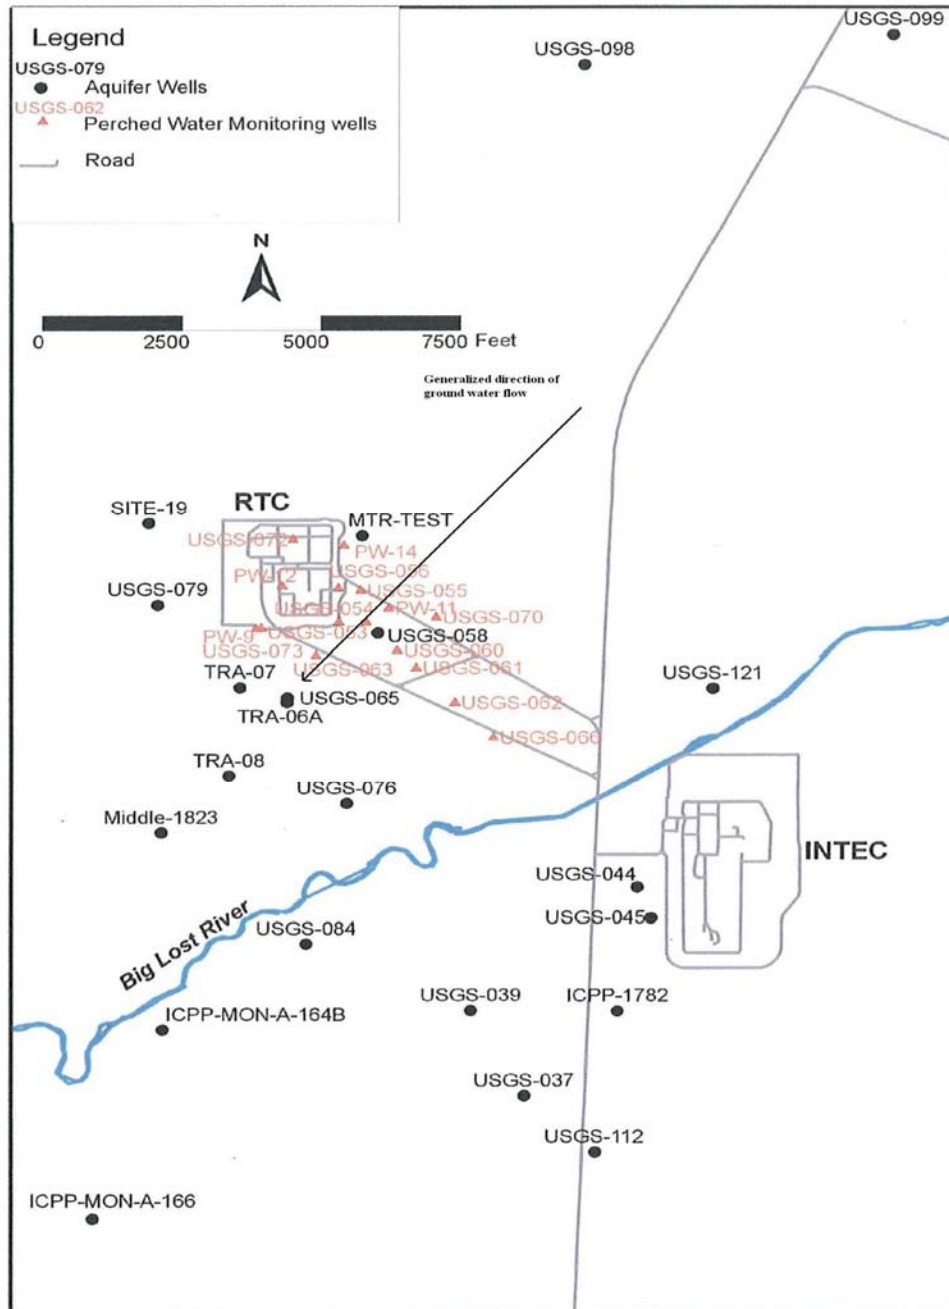 Legend
USGS-079
Aquifer Wells
USGS-062
Perched Water Monitoring wells
Road
USGS-098
USGS-099
N
0 2500 5000 7500 Feet
Generalized direction of
ground water flow
RTC
SITE-19
MTR-TEST
USGS-072
PW-14
USGS-056
PW-12
USGS-055
USGS-079
USGS-054
PW-11
USGS-070
PW-9
USGS-053
USGS-058
USGS-073
USGS-060
USGS-063
USGS-061
TRA-07
USGS-065
USGS-121
TRA-06A
USGS-062
USGS-066
TRA-08
USGS-076
Middle-1823
INTEC
USGS-044
USGS-045
USGS-084
Big Lost River
USGS-039
ICPP-1782
ICPP-MON-A-164B
USGS-037
USGS-112
ICPP-MON-A-166